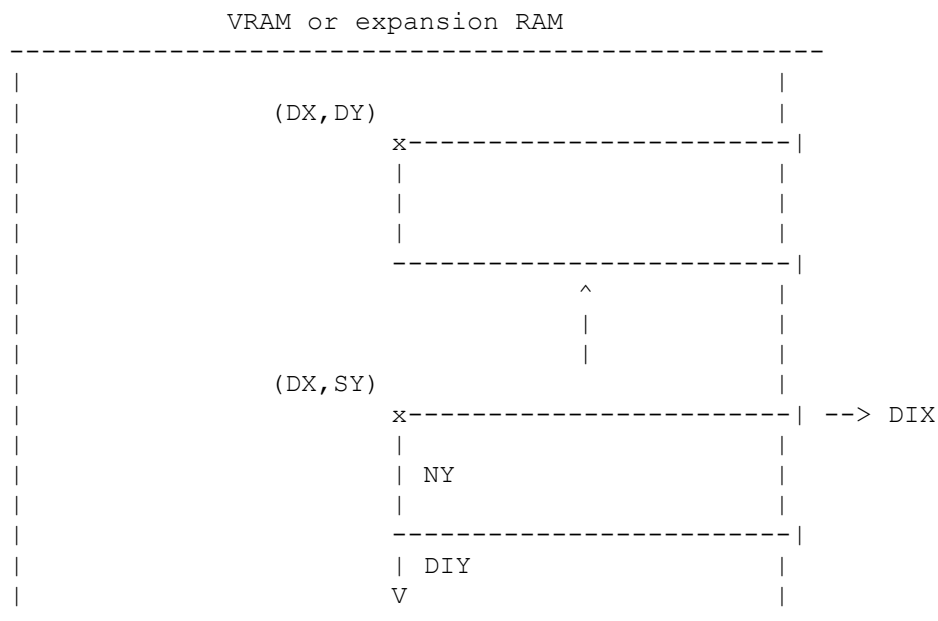 VRAM or expansion RAM
(DX,DY)
x
(DX,SY)
x
--> DIX
NY
DIY
V